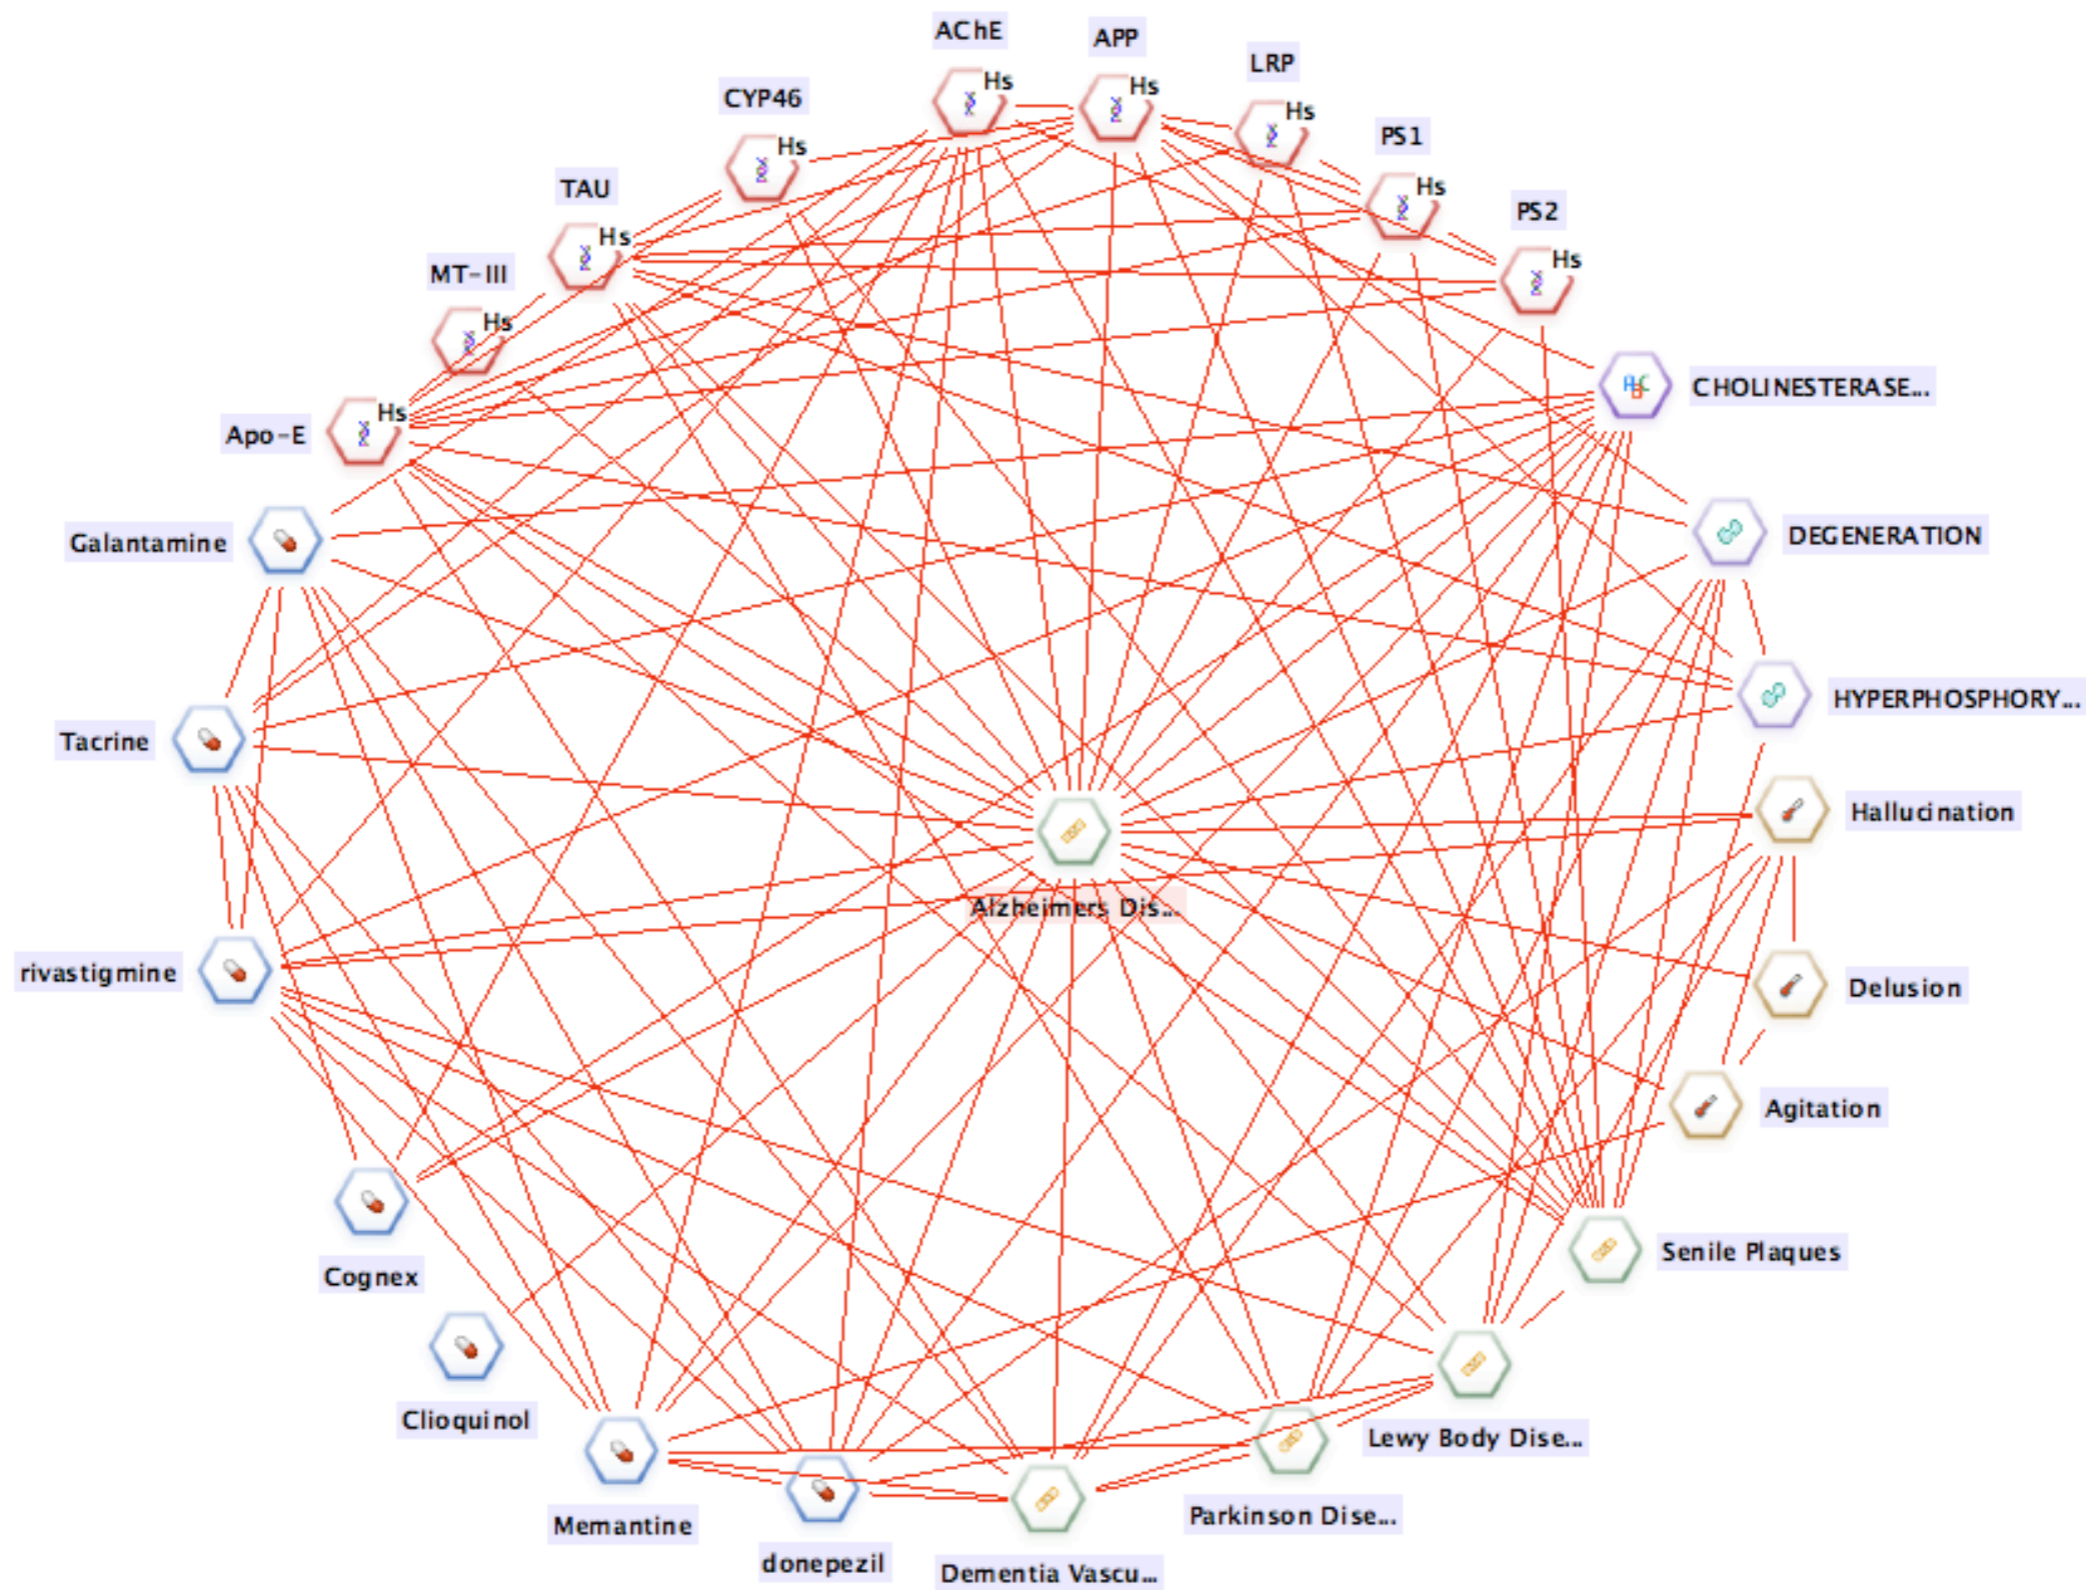 AChE
Hs
APP
Hs
LRP
Hs
CYP46
Hs
PS1
Hs
TAU
Hs
PS2
Hs
MT-III
Hs
CHOLINESTERASE...
Apo-E
Hs
DEGENERATION
Galantamine
HYPERPHOSPHORY...
Tacrine
Hallucination
Alzheimers Dis...
rivastigmine
Delusion
Agitation
Senile Plaques
Cognex
Clioquinol
Lewy Body Dise...
Memantine
Parkinson Dise...
donepezil
Dementia Vascu...